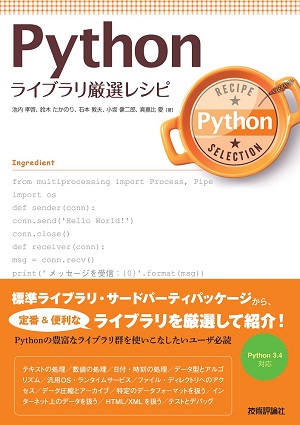 Python
ライブラリ厳選レシピ
池内 孝啓、鈴木 たかのり、石本 敦夫、小坂 健二郎、真嘉比 愛 (著)
RECIPE
Python
SELECTION
Ingredient
from multiprocessing import Process, Pipe
import os
def sender(conn):
conn.send('Hello World!')
conn.close()
def receiver(conn):
msg = conn.recv()
print('メッセージを受信：{0}'.format(msg))
標準ライブラリ・サードパーティパッケージから、
定番&便利な ライブラリを厳選して紹介！
Pythonの豊富なライブラリ群を使いこなしたいユーザ必読
Python 3.4
対応
テキストの処理／数値の処理／日付・時刻の処理／データ型とアルゴ
リズム／汎用OS・ランタイムサービス／ファイル・ディレクトリへのアク
セス／データ圧縮とアーカイブ／特定のデータフォーマットを扱う／イン
ターネット上のデータを扱う／HTML/XMLを扱う／テストとデバッグ
技術評論社